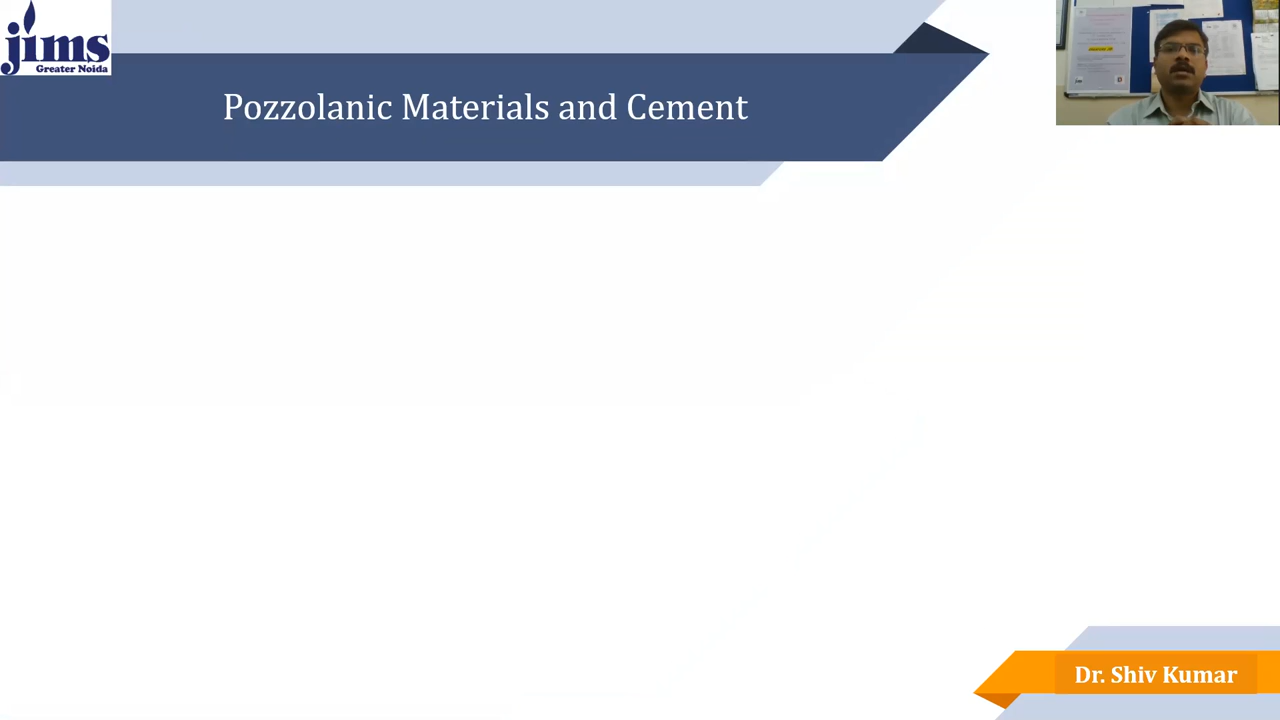 jims
Greater Noida
Pozzolanic Materials and Cement
Dr. Shiv Kumar